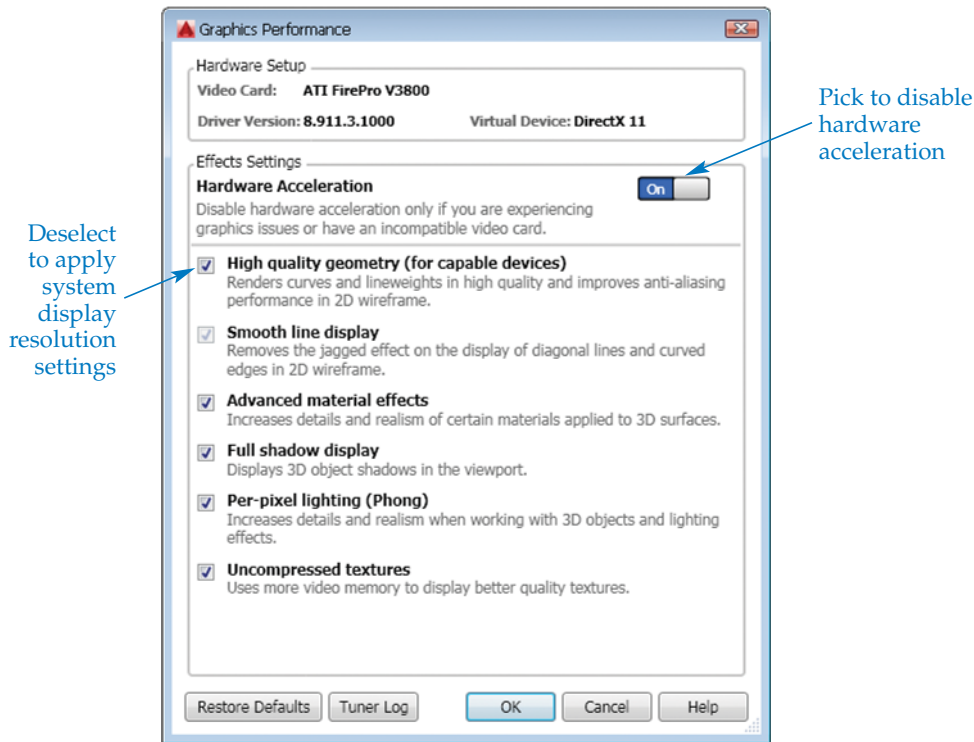 Graphics Performance
Hardware Setup
Video Card: ATI FirePro V3800
Driver Version: 8.911.3.1000 Virtual Device: DirectX 11
Pick to disable
hardware
acceleration
Effects Settings
Hardware Acceleration
On
Disable hardware acceleration only if you are experiencing
graphics issues or have an incompatible video card.
Deselect
to apply
system
display
resolution
settings
High quality geometry (for capable devices)
Renders curves and lineweights in high quality and improves anti-aliasing
performance in 2D wireframe.
Smooth line display
Removes the jagged effect on the display of diagonal lines and curved
edges in 2D wireframe.
Advanced material effects
Increases details and realism of certain materials applied to 3D surfaces.
Full shadow display
Displays 3D object shadows in the viewport.
Per-pixel lighting (Phong)
Increases details and realism when working with 3D objects and lighting
effects.
Uncompressed textures
Uses more video memory to display better quality textures.
Restore Defaults Tuner Log OK Cancel Help